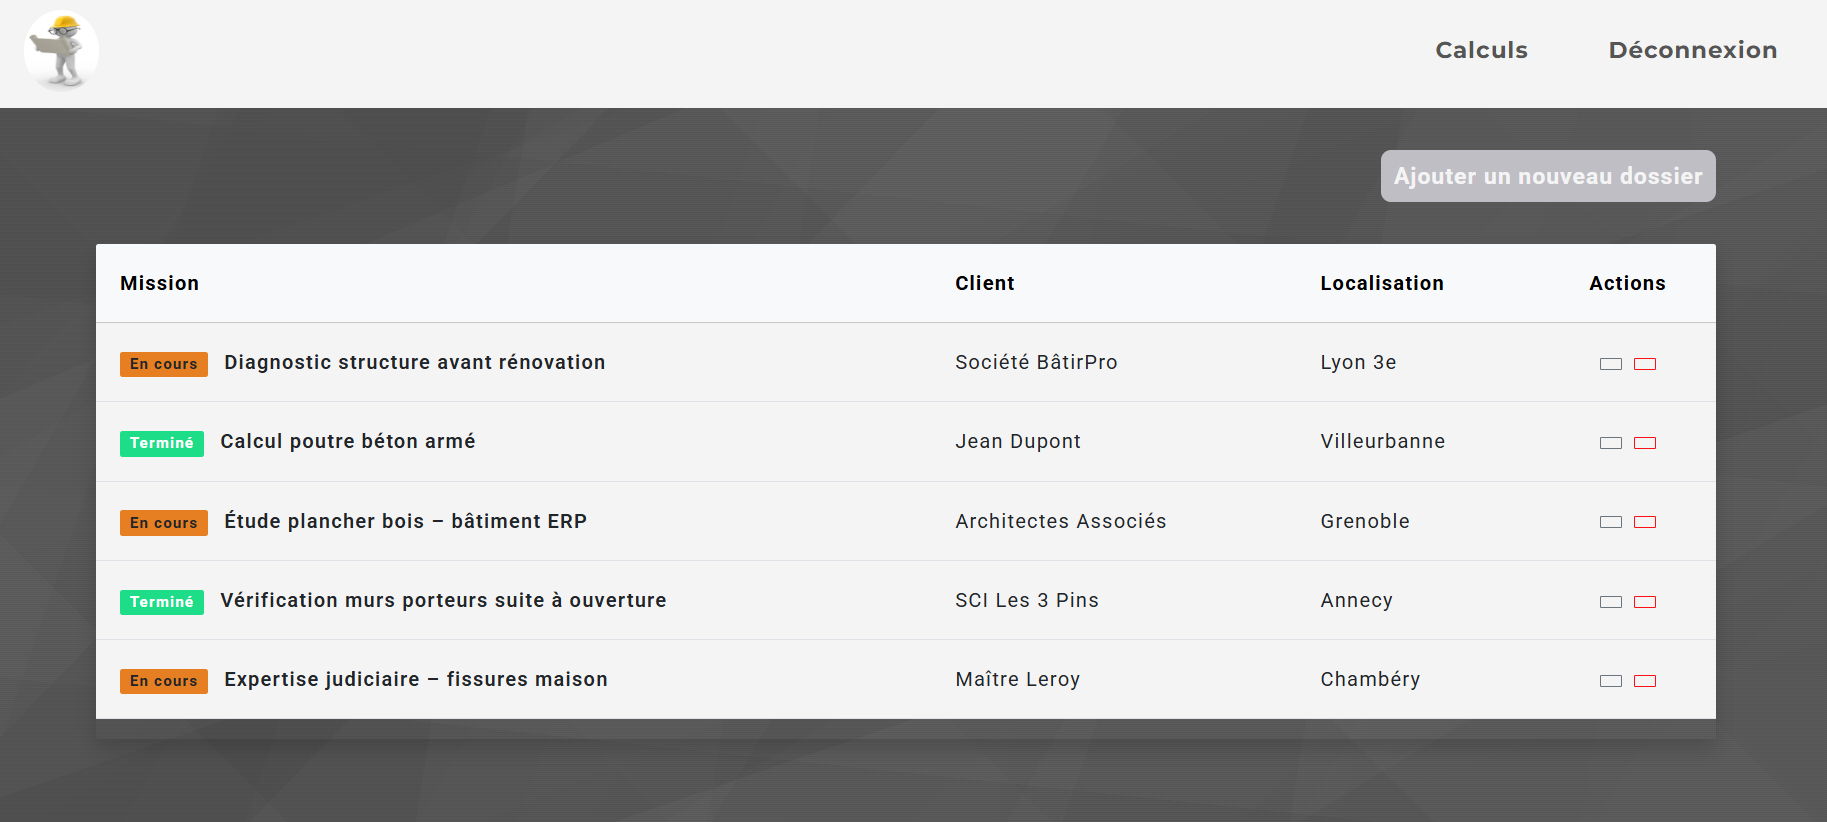 Calculs Déconnexion
Ajouter un nouveau dossier
Mission Client Localisation Actions
En cours Diagnostic structure avant rénovation Société BâtirPro Lyon 3e
Terminé Calcul poutre béton armé Jean Dupont Villeurbanne
En cours Étude plancher bois – bâtiment ERP Architectes Associés Grenoble
Terminé Vérification murs porteurs suite à ouverture SCI Les 3 Pins Annecy
En cours Expertise judiciaire – fissures maison Maître Leroy Chambéry